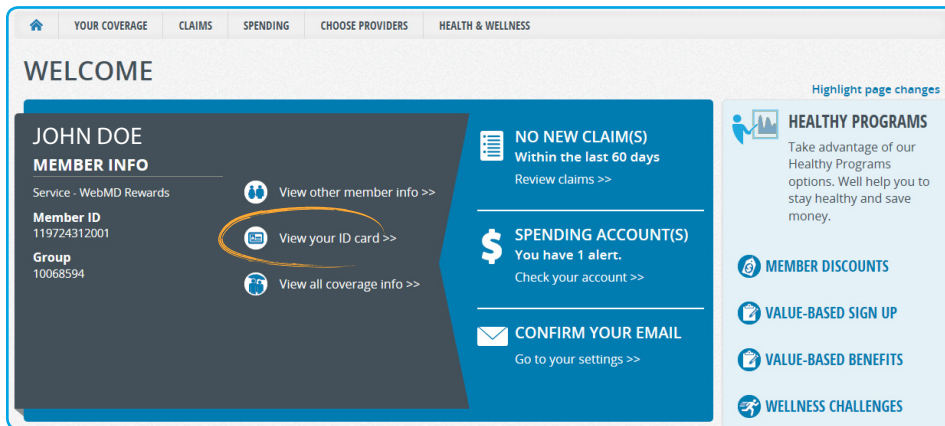 YOUR COVERAGE CLAIMS SPENDING CHOOSE PROVIDERS HEALTH & WELLNESS
WELCOME
Highlight page changes
JOHN DOE
MEMBER INFO
Service - WebMD Rewards
Member ID
119724312001
Group
10068594
View other member info >>
View your ID card >>
View all coverage info >>
NO NEW CLAIM(S)
Within the last 60 days
Review claims >>
SPENDING ACCOUNT(S)
You have 1 alert.
Check your account >>
CONFIRM YOUR EMAIL
Go to your settings >>
HEALTHY PROGRAMS
Take advantage of our
Healthy Programs
options. Well help you to
stay healthy and save
money.
MEMBER DISCOUNTS
VALUE-BASED SIGN UP
VALUE-BASED BENEFITS
WELLNESS CHALLENGES